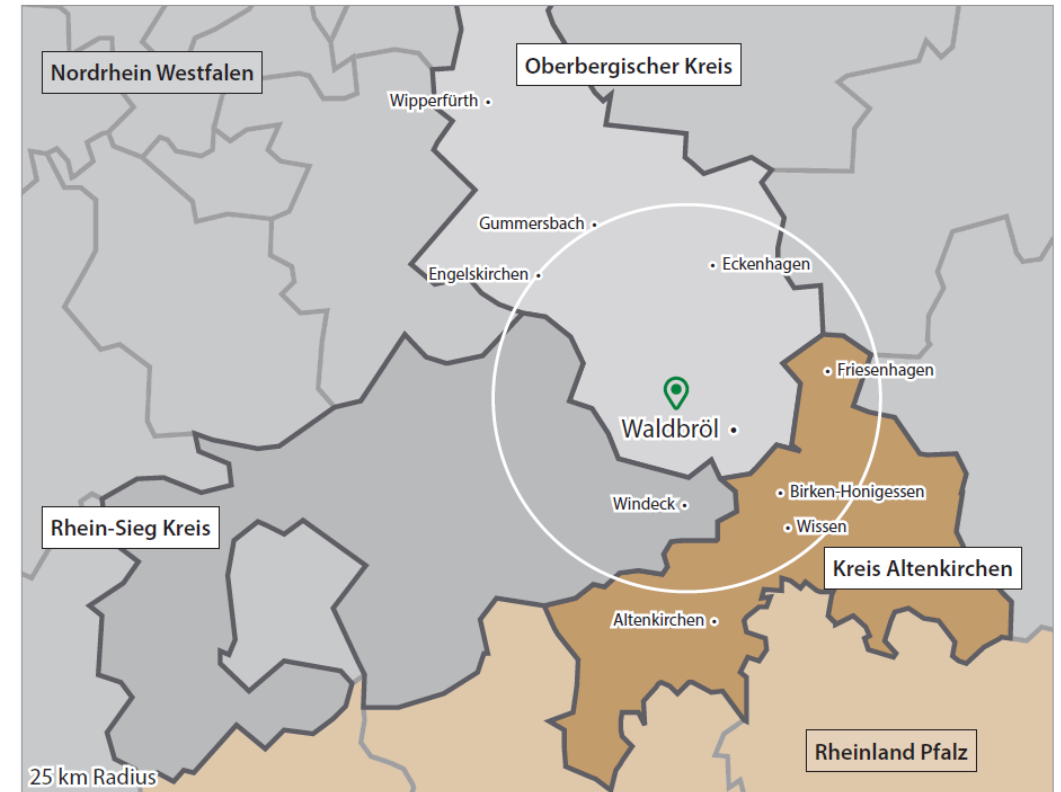 Nordrhein Westfalen
Oberbergischer Kreis
Wipperfürth
Gummersbach
Engelskirchen
Eckenhagen
Friesenhagen
Waldbröl
Birken-Honigessen
Windeck
Wissen
Rhein-Sieg Kreis
Kreis Altenkirchen
Altenkirchen
Rheinland Pfalz
25 km Radius